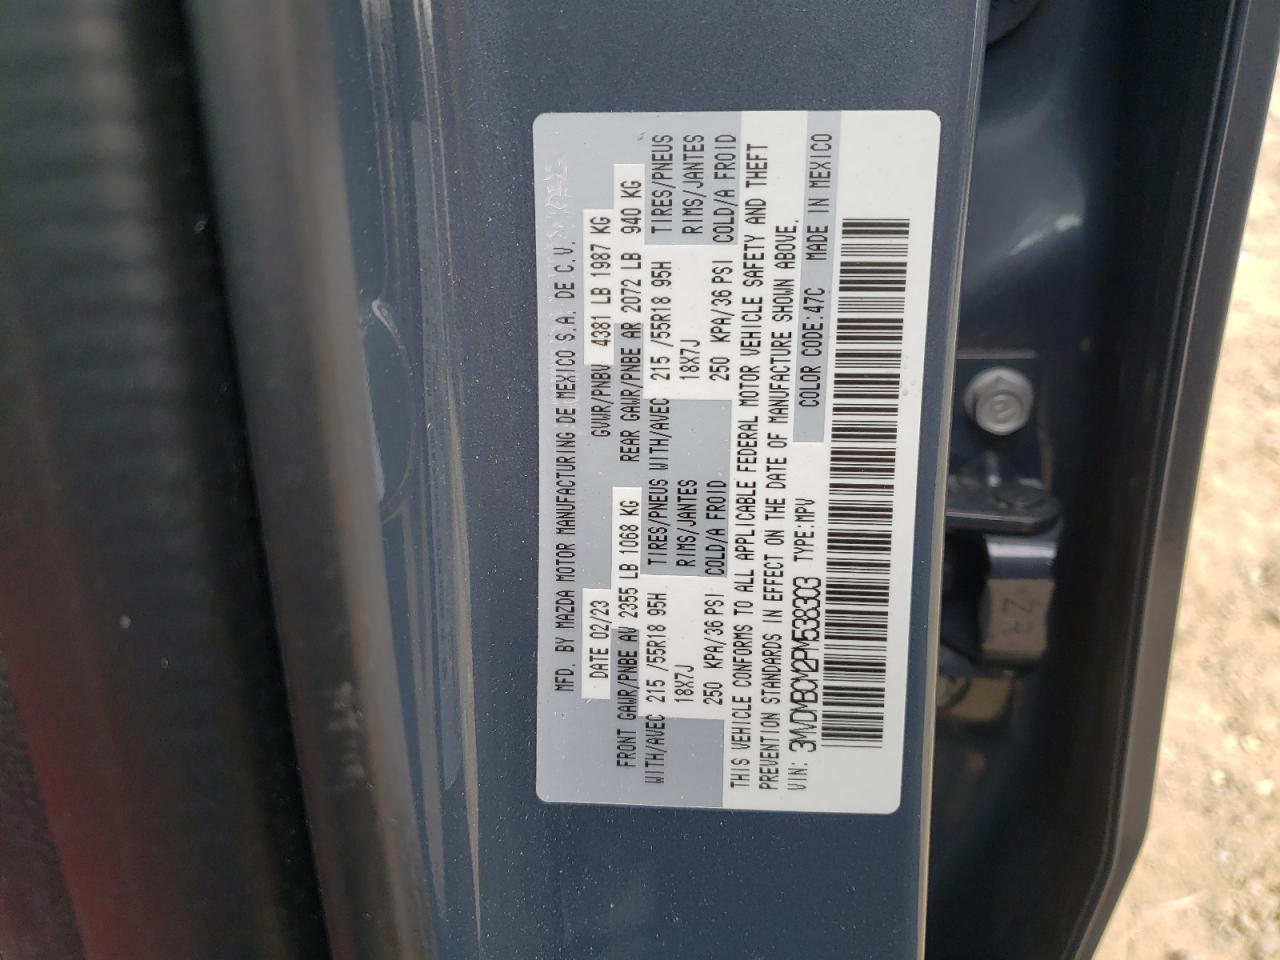 MFD. BY MAZDA MOTOR MANUFACTURING DE MEXICO S.A. DE C.V.
DATE 02/23 GVWR/PNBV 4381 LB 1987 KG
FRONT GAWR/PNBE AV 2355 LB 1068 KG REAR GAWR/PNBE AR 2072 LB 940 KG
WITH/AVEC 215 /55R18 95H TIRES/PNEUS WITH/AVEC 215 /55R18 95H TIRES/PNEUS
18X7J RIMS/JANTES 18X7J RIMS/JANTES
250 KPA/36 PSI COLD/A FROID 250 KPA/36 PSI COLD/A FROID
THIS VEHICLE CONFORMS TO ALL APPLICABLE FEDERAL MOTOR VEHICLE SAFETY AND THEFT
PREVENTION STANDARDS IN EFFECT ON THE DATE OF MANUFACTURE SHOWN ABOVE.
VIN: 3MVDMBCM2PM538303 TYPE:MPV COLOR CODE:47C MADE IN MEXICO